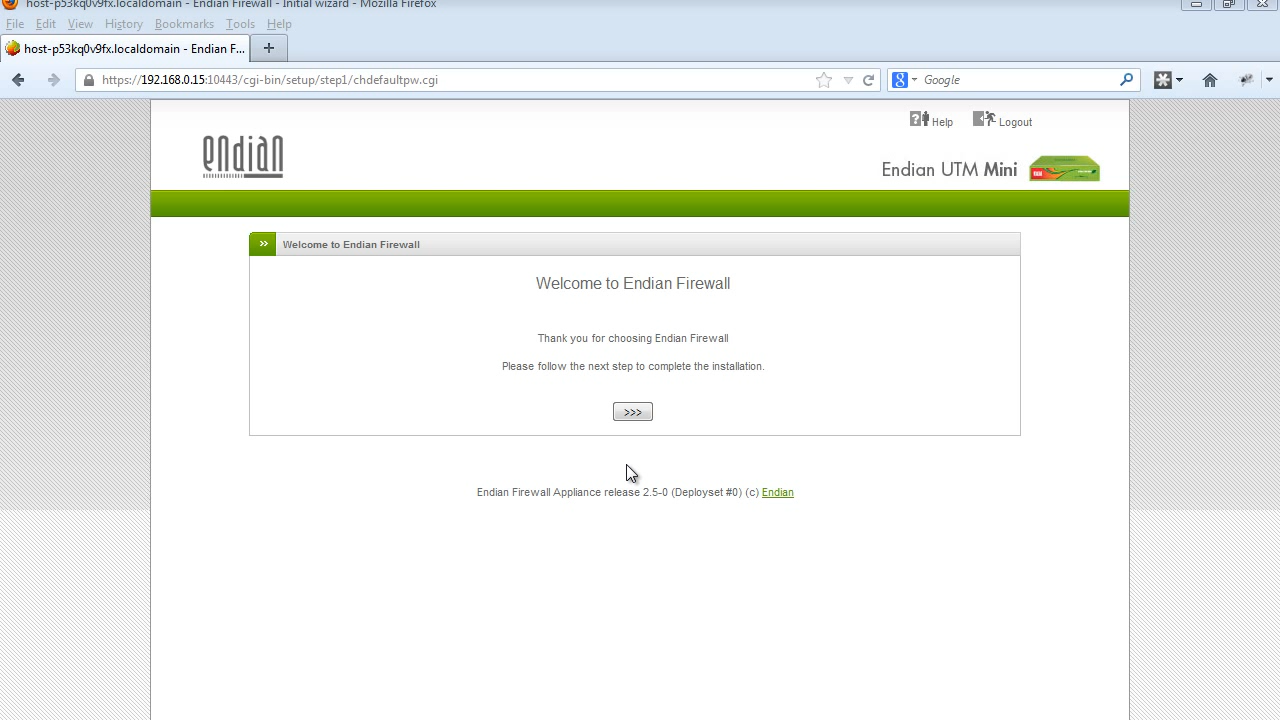 host-p53kq0v9fx.localdomain - Endian Firewall - Initial wizard - Mozilla Firefox
File Edit View History Bookmarks Tools Help
host-p53kq0v9fx.localdomain - Endian F...
https://192.168.0.15:10443/cgi-bin/setup/step1/chdefaultpw.cgi
Google
Help Logout
endian
Endian UTM Mini
Welcome to Endian Firewall
Welcome to Endian Firewall
Thank you for choosing Endian Firewall
Please follow the next step to complete the installation.
>>>
Endian Firewall Appliance release 2.5-0 (Deployset #0) (c) Endian